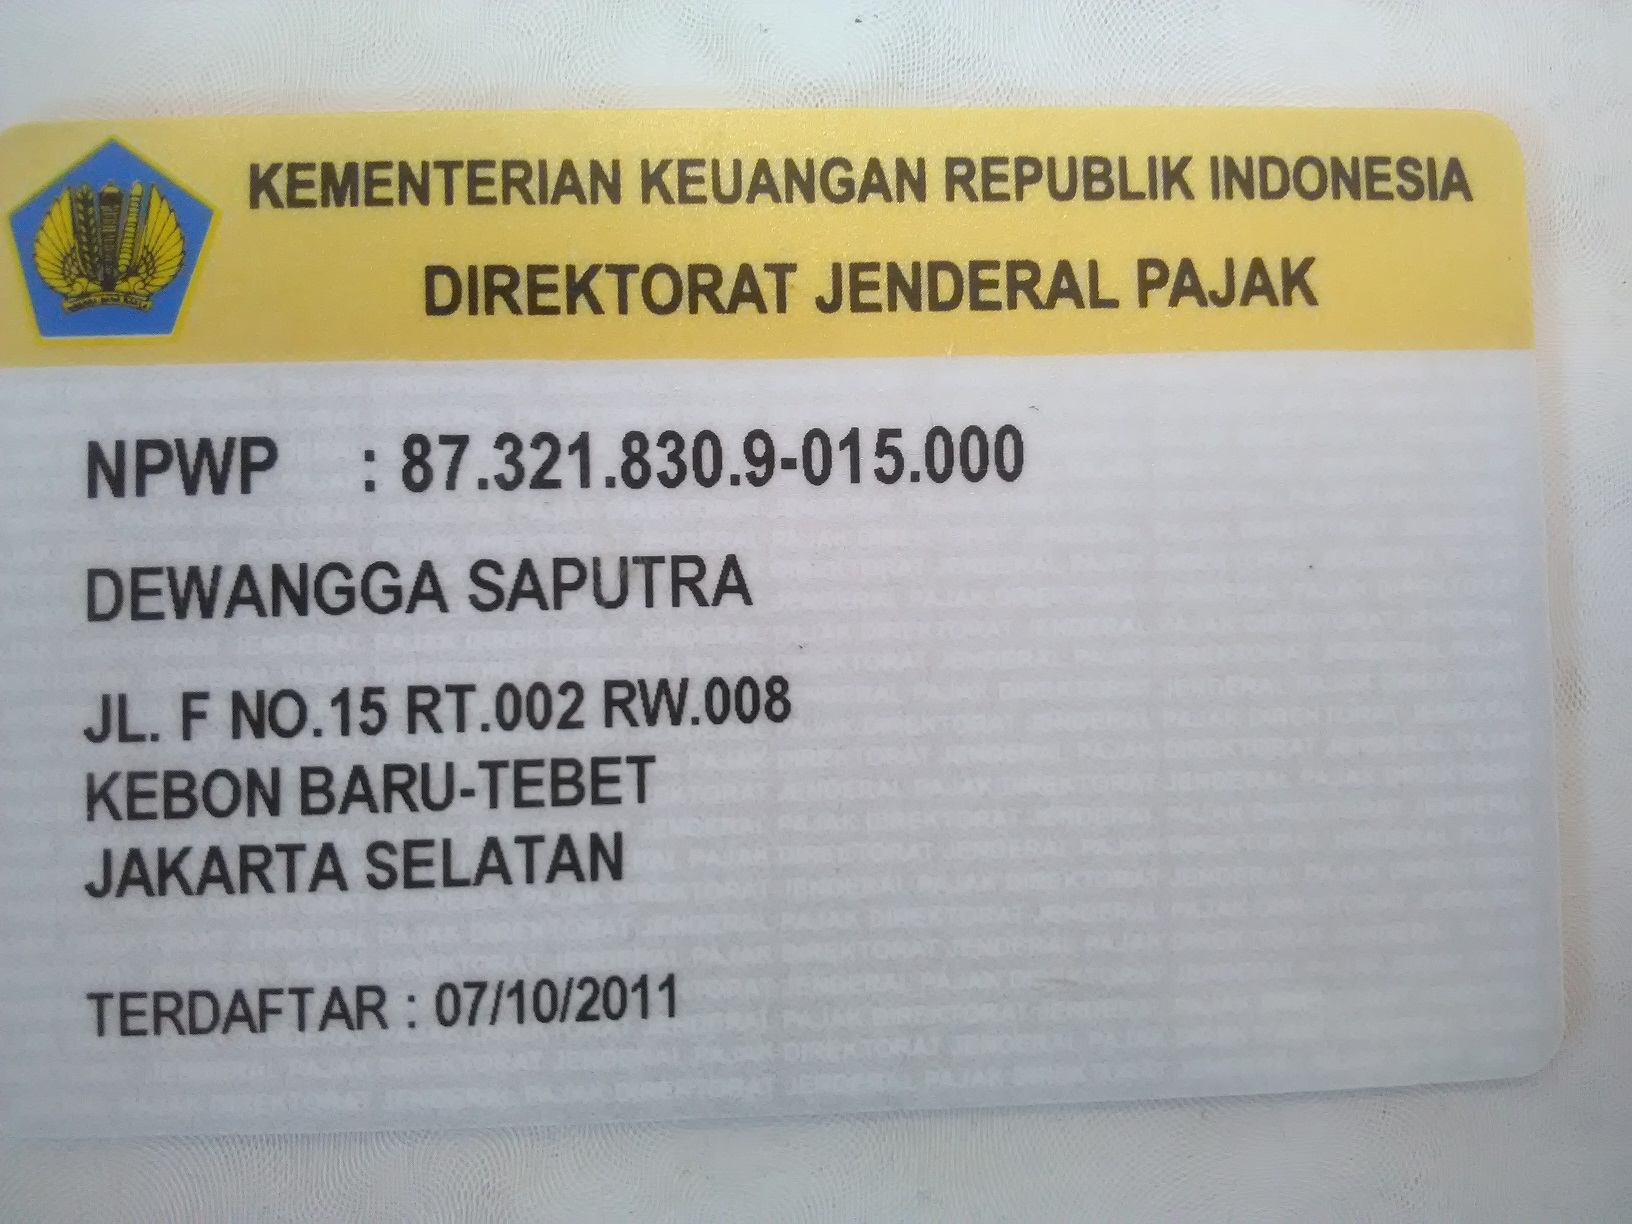 KEMENTERIAN KEUANGAN REPUBLIK INDONESIA
DIREKTORAT JENDERAL PAJAK
NPWP : 87.321.830.9-015.000
DEWANGGA SAPUTRA
JL. F NO.15 RT.002 RW.008
KEBON BARU-TEBET
JAKARTA SELATAN
TERDAFTAR : 07/10/2011